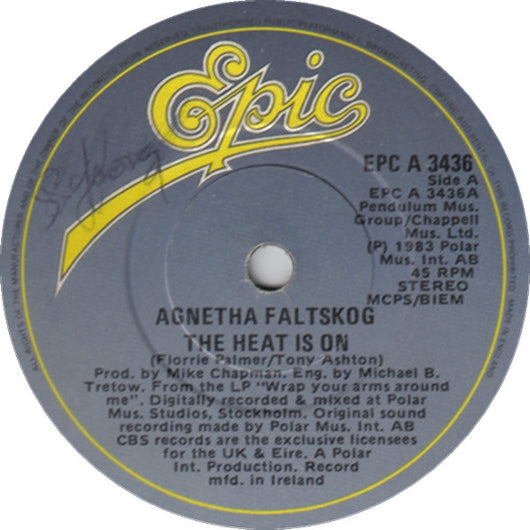 Epic
EPC A 3436
Side A
EPC A 3436A
Pendulum Mus.
Group/Chappell
Mus. Ltd.
(P) 1983 Polar
Mus. Int. AB
45 RPM
STEREO
MCPS/BIEM
AGNETHA FALTSKOG
THE HEAT IS ON
(Florrie Palmer/Tony Ashton)
Prod. by Mike Chapman. Eng. by Michael B.
Tretow. From the LP "Wrap your arms around
me". Digitally recorded & mixed at Polar
Mus. Studios, Stockholm. Original sound
recording made by Polar Mus. Int. AB
CBS records are the exclusive licensees
for the UK & Eire. A Polar
Int. Production. Record
mfd. in Ireland